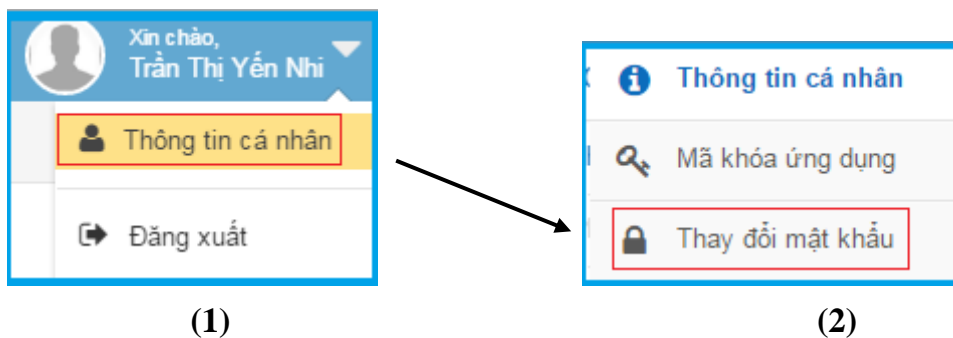 Xin chào,
Trần Thị Yến Nhi
Thông tin cá nhân
Đăng xuất
(1)
Thông tin cá nhân
Mã khóa ứng dụng
Thay đổi mật khẩu
(2)